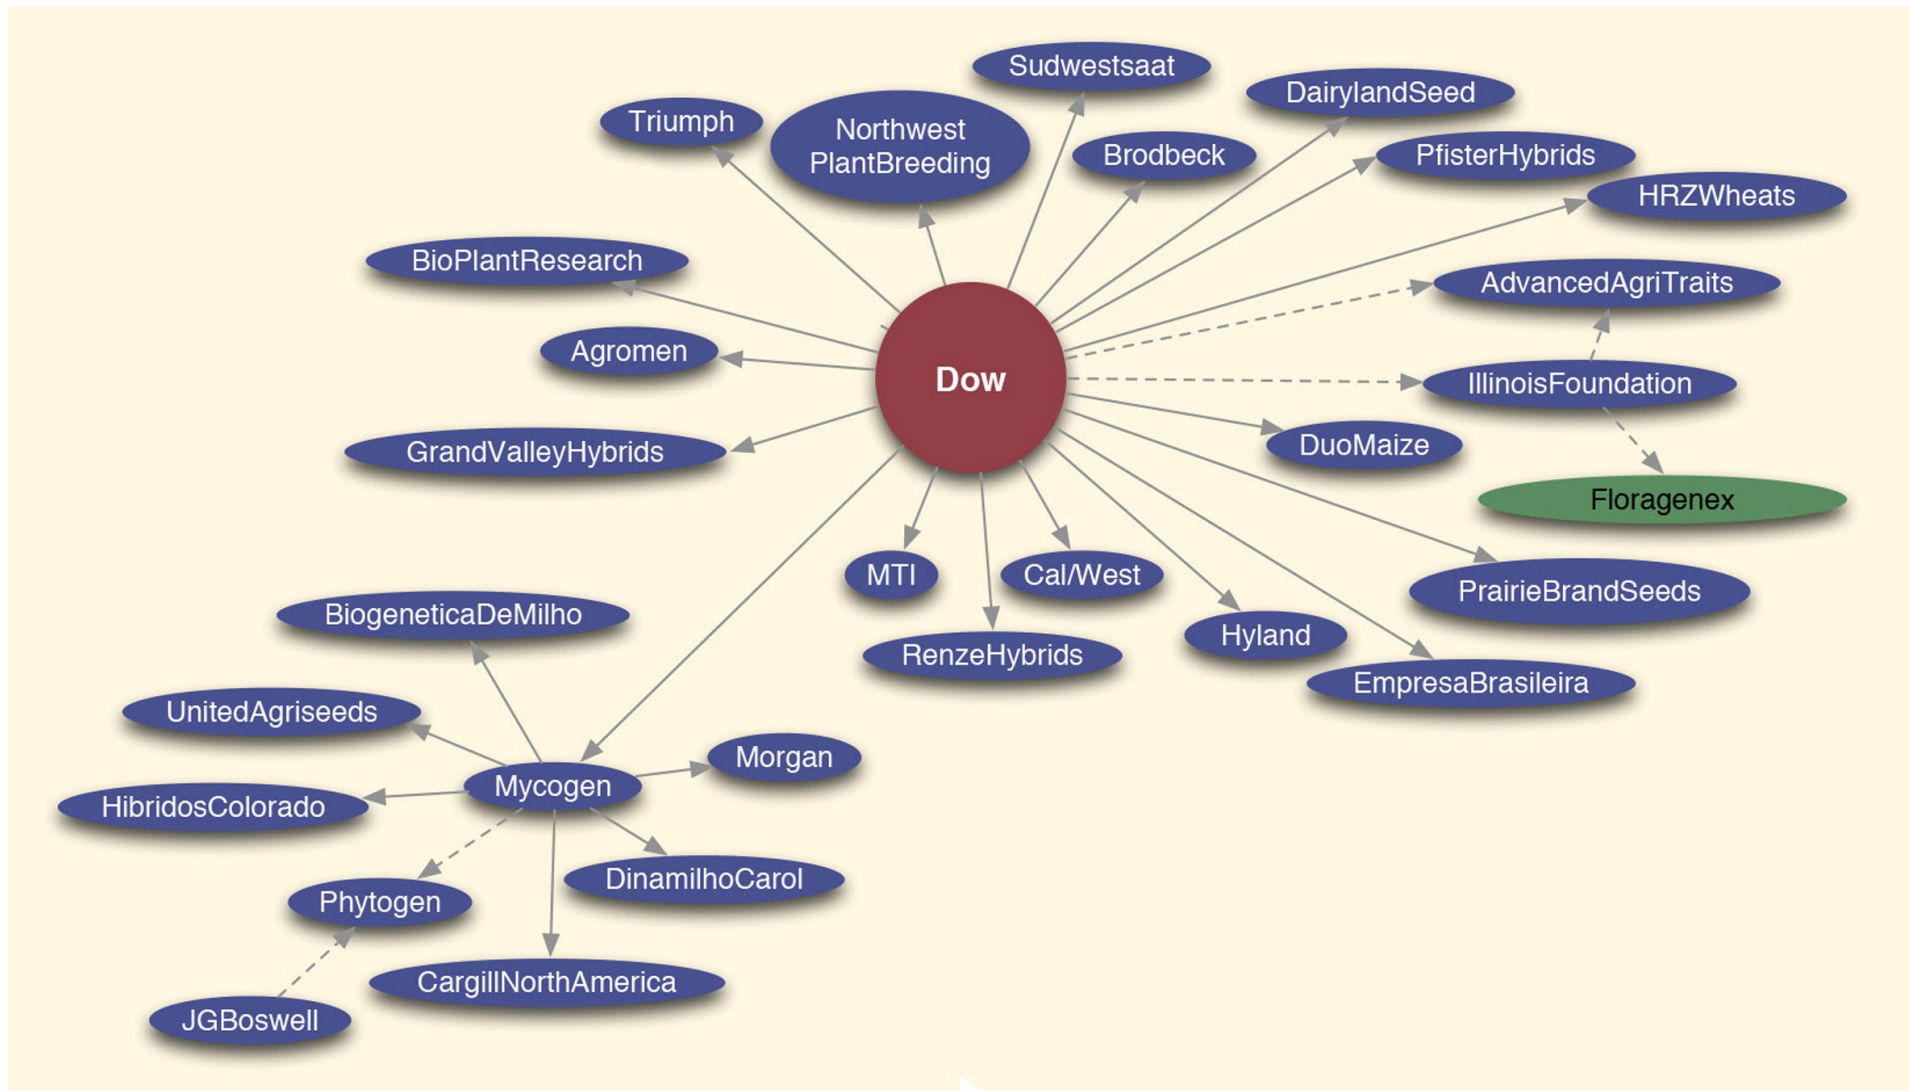 Sudwestsaat
DairylandSeed
Triumph
Northwest
PlantBreeding
Brodbeck
PfisterHybrids
HRZWheats
BioPlantResearch
AdvancedAgriTraits
Agromen
Dow
IllinoisFoundation
GrandValleyHybrids
DuoMaize
Floragenex
MTI
Cal/West
PrairieBrandSeeds
BiogeneticaDeMilho
Hyland
RenzeHybrids
EmpresaBrasileira
UnitedAgriseeds
Morgan
Mycogen
HibridosColorado
DinamilhoCarol
Phytogen
CargillNorthAmerica
JGBoswell